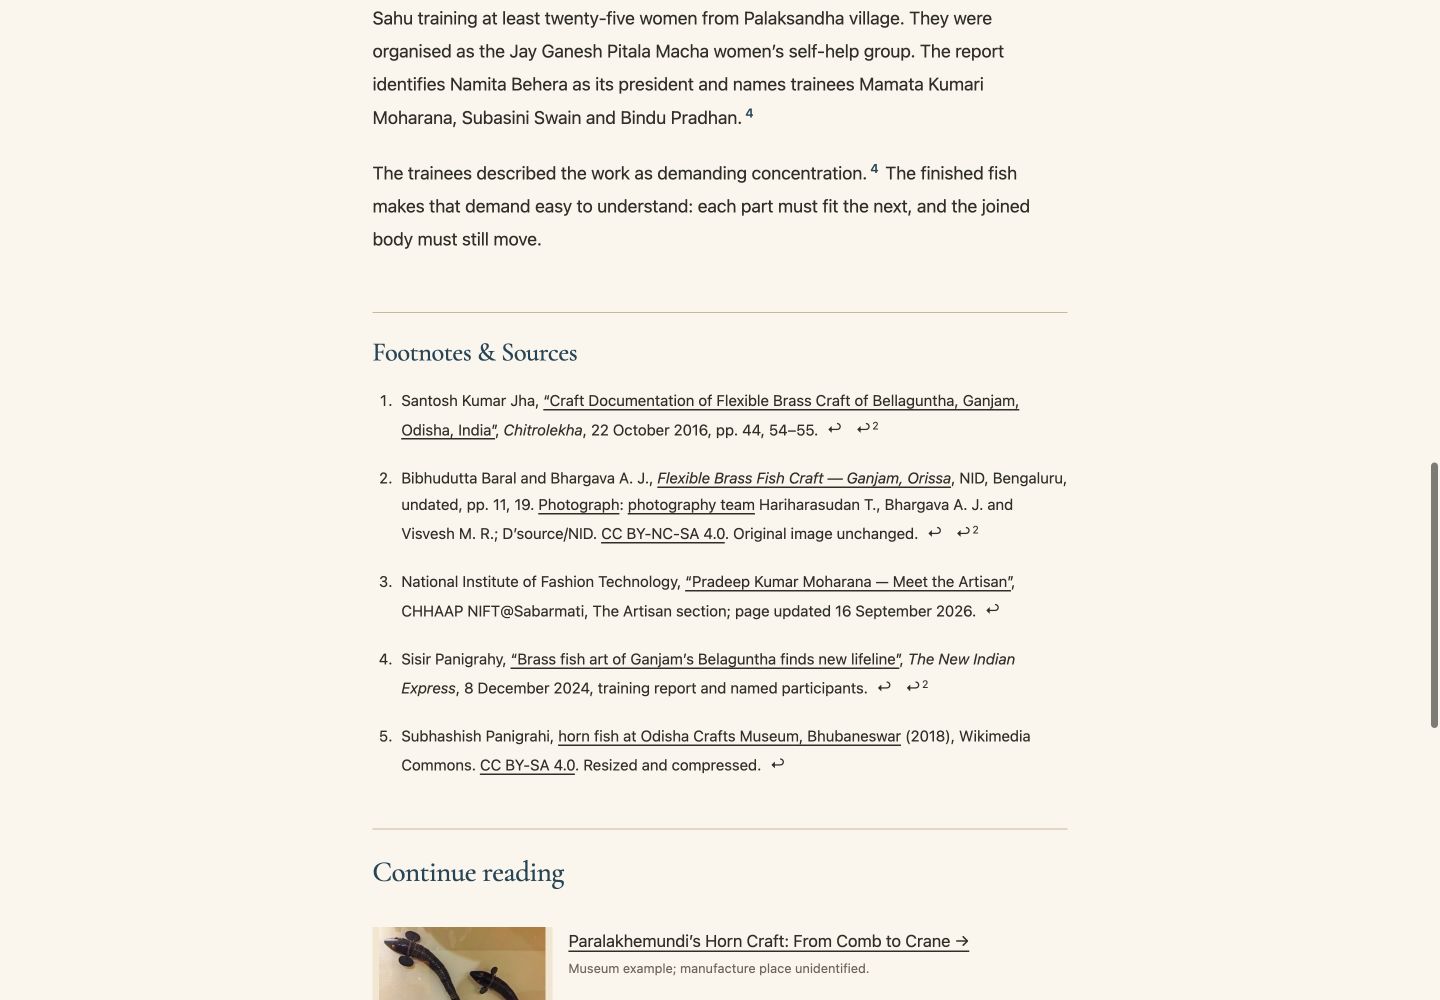 Sahu training at least twenty-five women from Palaksandha village. They were
organised as the Jay Ganesh Pitala Macha women’s self-help group. The report
identifies Namita Behera as its president and names trainees Mamata Kumari
Moharana, Subasini Swain and Bindu Pradhan. 4
The trainees described the work as demanding concentration. 4 The finished fish
makes that demand easy to understand: each part must fit the next, and the joined
body must still move.
Footnotes & Sources
1. Santosh Kumar Jha, “Craft Documentation of Flexible Brass Craft of Bellaguntha, Ganjam,
Odisha, India”, Chitrolekha, 22 October 2016, pp. 44, 54–55. ↩ ↩2
2. Bibhudutta Baral and Bhargava A. J., Flexible Brass Fish Craft — Ganjam, Orissa, NID, Bengaluru,
undated, pp. 11, 19. Photograph: photography team Hariharasudan T., Bhargava A. J. and
Visvesh M. R.; D’source/NID. CC BY-NC-SA 4.0. Original image unchanged. ↩ ↩2
3. National Institute of Fashion Technology, “Pradeep Kumar Moharana — Meet the Artisan”,
CHHAAP NIFT@Sabarmati, The Artisan section; page updated 16 September 2026. ↩
4. Sisir Panigrahy, “Brass fish art of Ganjam’s Belaguntha finds new lifeline”, The New Indian
Express, 8 December 2024, training report and named participants. ↩ ↩2
5. Subhashish Panigrahi, horn fish at Odisha Crafts Museum, Bhubaneswar (2018), Wikimedia
Commons. CC BY-SA 4.0. Resized and compressed. ↩
Continue reading
Paralakhemundi’s Horn Craft: From Comb to Crane →
Museum example; manufacture place unidentified.